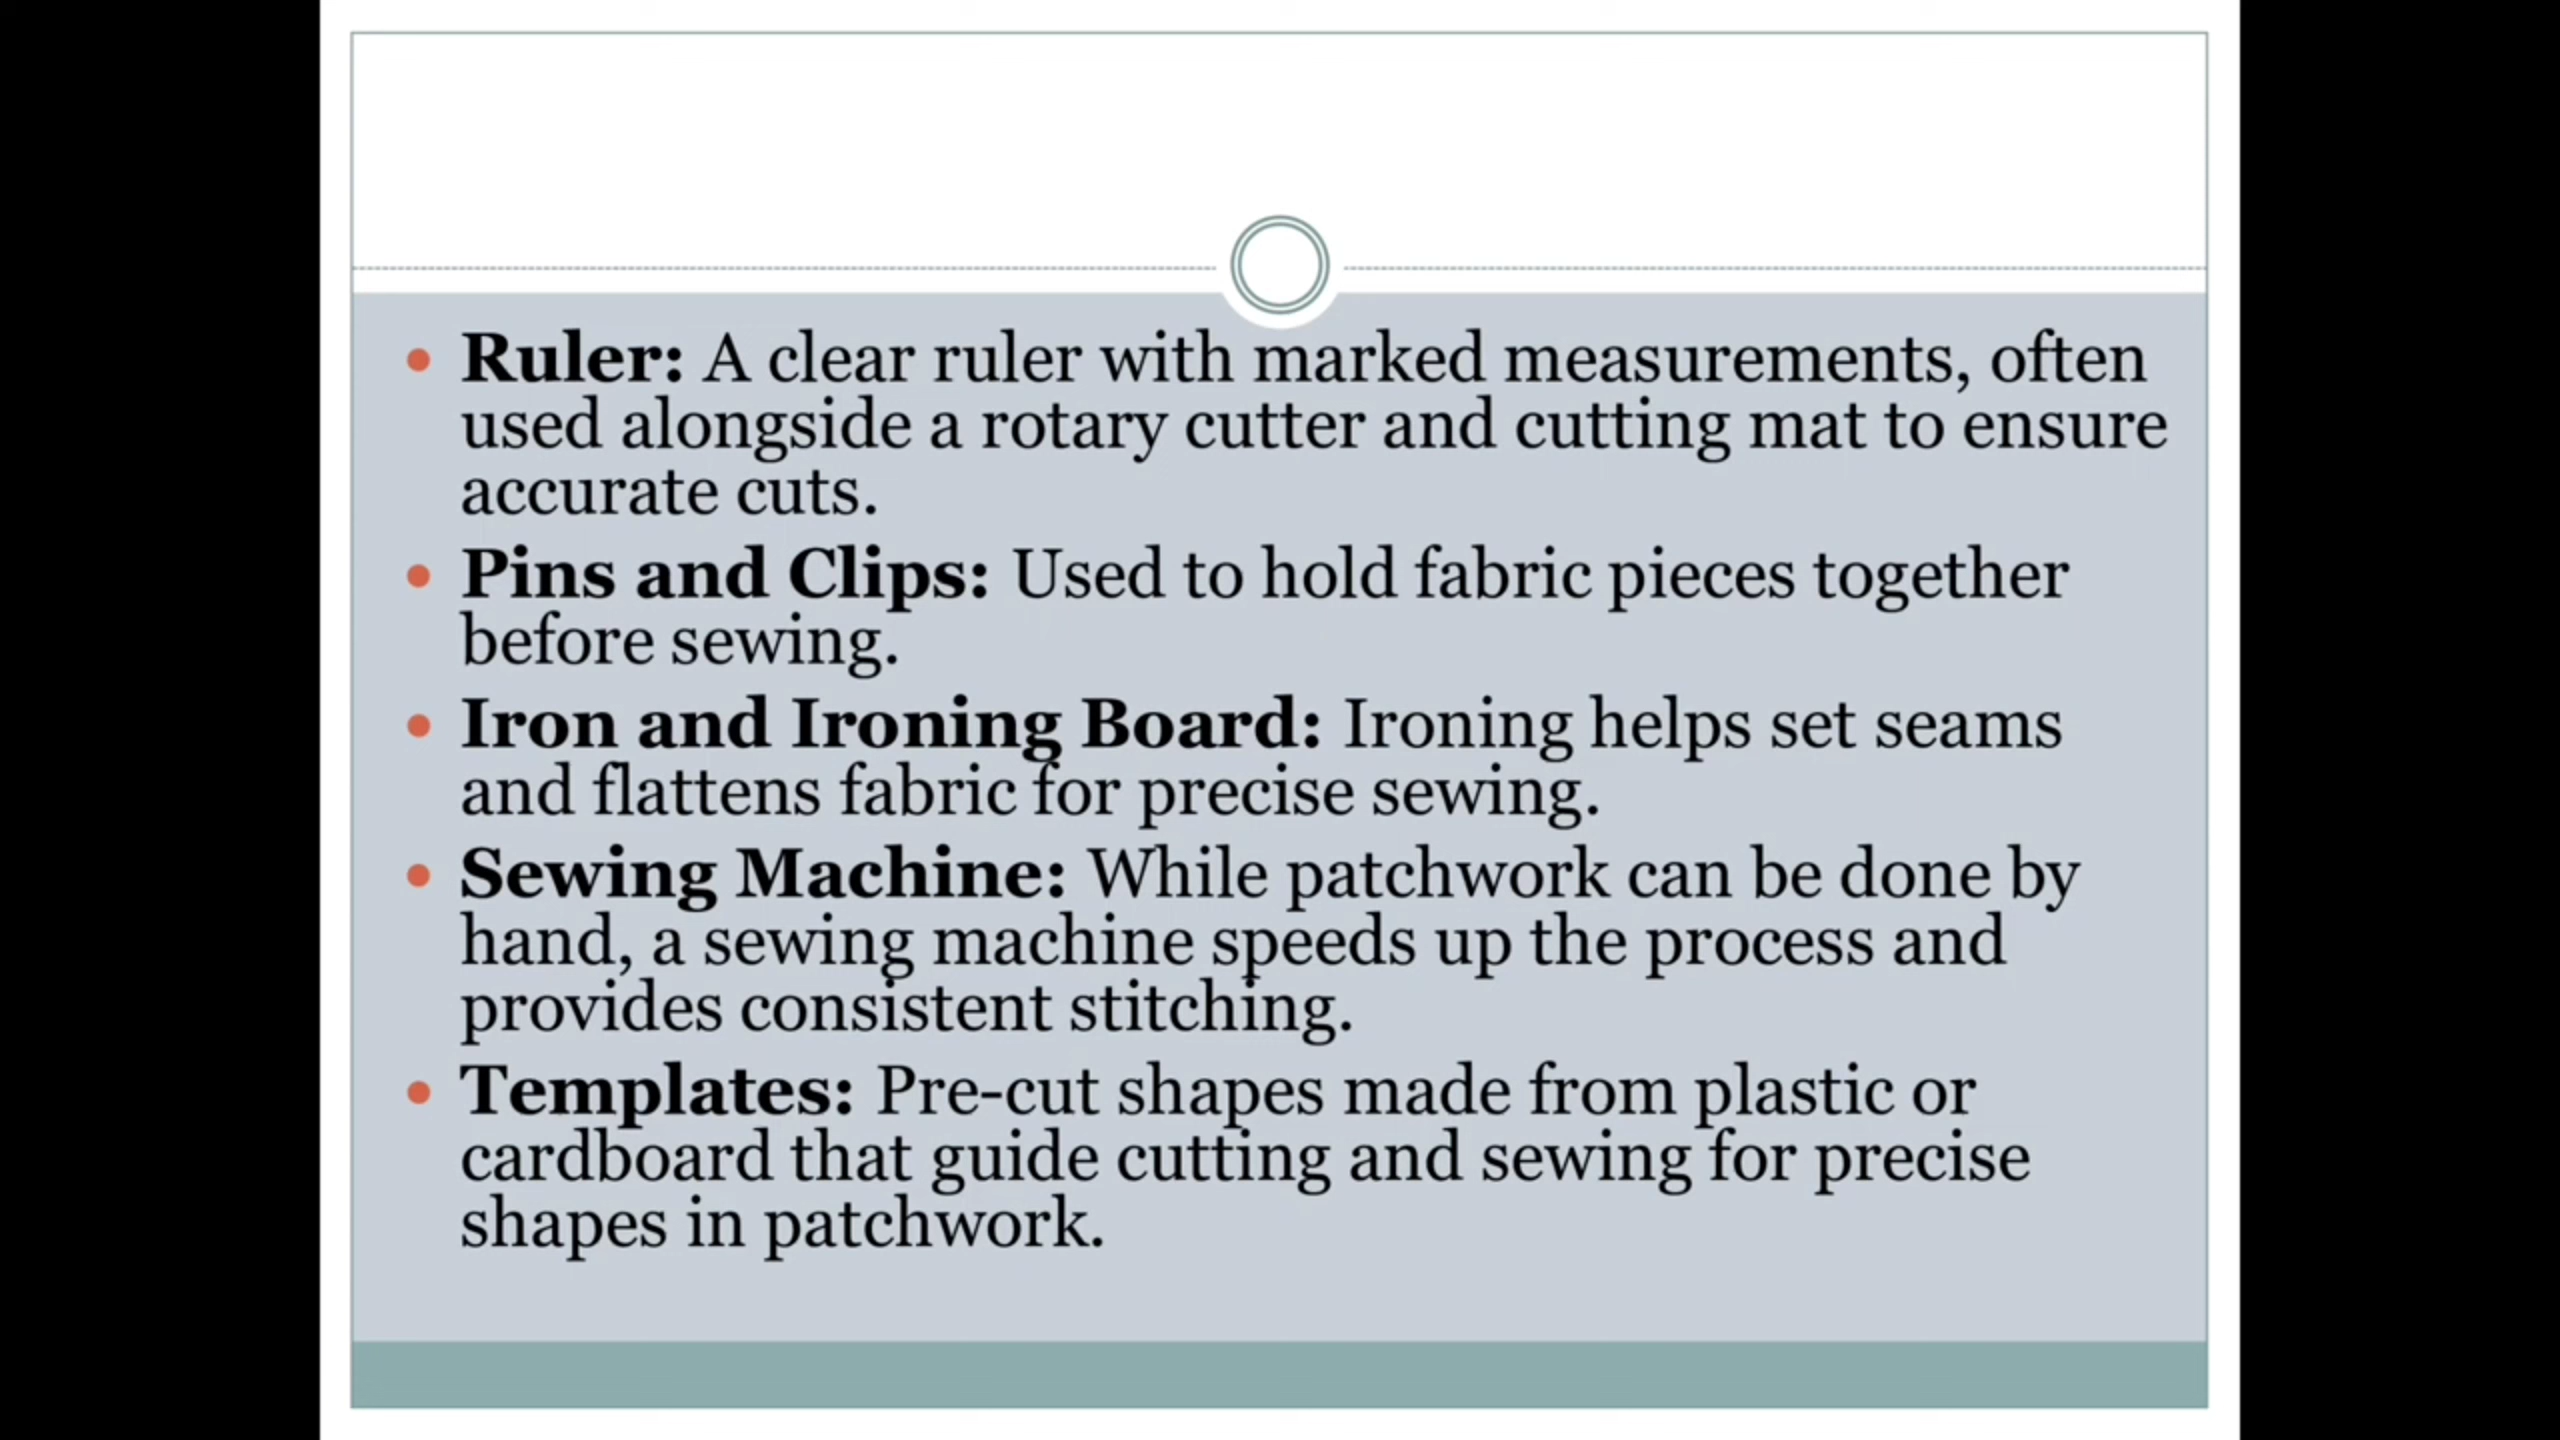 • Ruler: A clear ruler with marked measurements, often
used alongside a rotary cutter and cutting mat to ensure
accurate cuts.
• Pins and Clips: Used to hold fabric pieces together
before sewing.
• Iron and Ironing Board: Ironing helps set seams
and flattens fabric for precise sewing.
• Sewing Machine: While patchwork can be done by
hand, a sewing machine speeds up the process and
provides consistent stitching.
• Templates: Pre-cut shapes made from plastic or
cardboard that guide cutting and sewing for precise
shapes in patchwork.